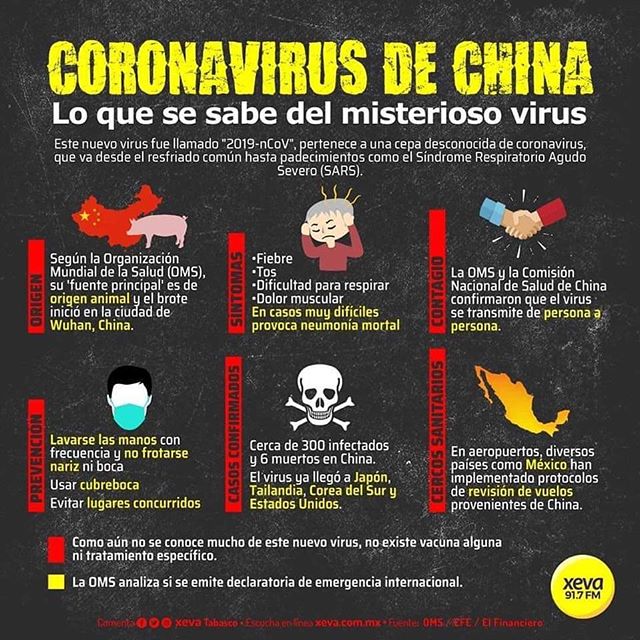 CORONAVIRUS DE CHINA
Lo que se sabe del misterioso virus
Este nuevo virus fue llamado "2019-nCoV", pertenece a una cepa desconocida de coronavirus,
que va desde el resfriado común hasta padecimientos como el Síndrome Respiratorio Agudo
Severo (SARS).
ORIGEN
Según la Organización
Mundial de la Salud (OMS),
su 'fuente principal' es de
origen animal y el brote
inició en la ciudad de
Wuhan, China.
SÍNTOMAS
•Fiebre
•Tos
•Dificultad para respirar
•Dolor muscular
En casos muy difíciles
provoca neumonía mortal
CONTAGIO
La OMS y la Comisión
Nacional de Salud de China
confirmaron que el virus
se transmite de persona a
persona.
PREVENCIÓN
Lavarse las manos con
frecuencia y no frotarse
nariz ni boca
Usar cubreboca
Evitar lugares concurridos
CASOS CONFIRMADOS
Cerca de 300 infectados
y 6 muertos en China.
El virus ya llegó a Japón,
Tailandia, Corea del Sur y
Estados Unidos.
CERCOS SANITARIOS
En aeropuertos, diversos
países como México han
implementado protocolos
de revisión de vuelos
provenientes de China.
Como aún no se conoce mucho de este nuevo virus, no existe vacuna alguna
ni tratamiento específico.
La OMS analiza si se emite declaratoria de emergencia internacional.
xeva
91.7 FM
Comenta xeva Tabasco • Escucha en línea xeva.com.mx • Fuente: OMS / EFE / El Financiero